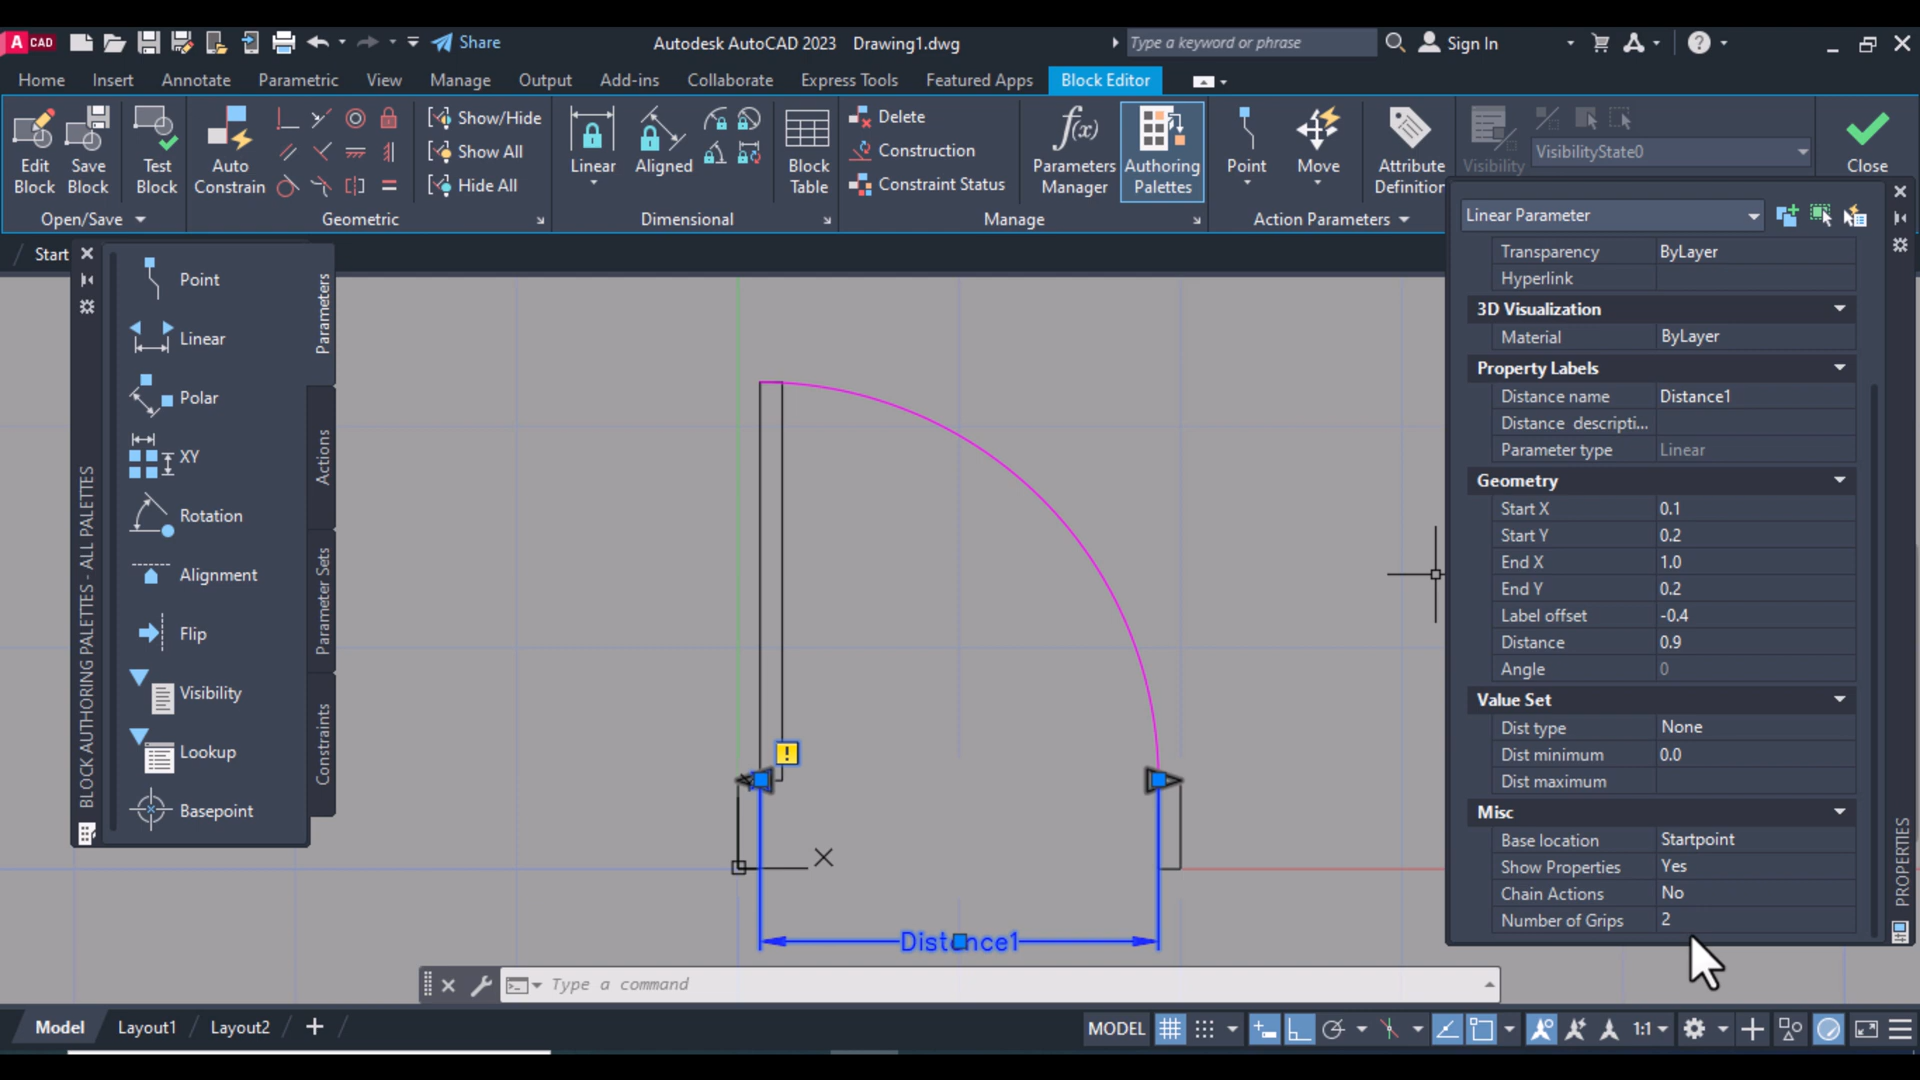 A CAD Share Autodesk AutoCAD 2023 Drawing1.dwg Type a keyword or phrase Sign In
Home Insert Annotate Parametric View Manage Output Add-ins Collaborate Express Tools Featured Apps Block Editor
Edit Block
Save Block
Test Block
Open/Save
Auto Constrain
Show/Hide
Show All
Hide All
Geometric
Linear
Aligned
Dimensional
Block Table
Delete
Construction
Constraint Status
Manage
f(x)
Parameters Manager
Authoring Palettes
Point
Move
Action Parameters
Attribute Definition
Visibility
VisibilityState0
Close
Start
Point
Linear
Polar
XY
Rotation
Alignment
Flip
Visibility
Lookup
Basepoint
Parameters
Actions
Parameter Sets
Constraints
BLOCK AUTHORING PALETTES - ALL PALETTES
!
X
Distance1
Linear Parameter
Transparency ByLayer
Hyperlink
3D Visualization
Material ByLayer
Property Labels
Distance name Distance1
Distance descripti...
Parameter type Linear
Geometry
Start X 0.1
Start Y 0.2
End X 1.0
End Y 0.2
Label offset -0.4
Distance 0.9
Angle 0
Value Set
Dist type None
Dist minimum 0.0
Dist maximum
Misc
Base location Startpoint
Show Properties Yes
Chain Actions No
Number of Grips 2
PROPERTIES
Type a command
Model Layout1 Layout2 MODEL 1:1